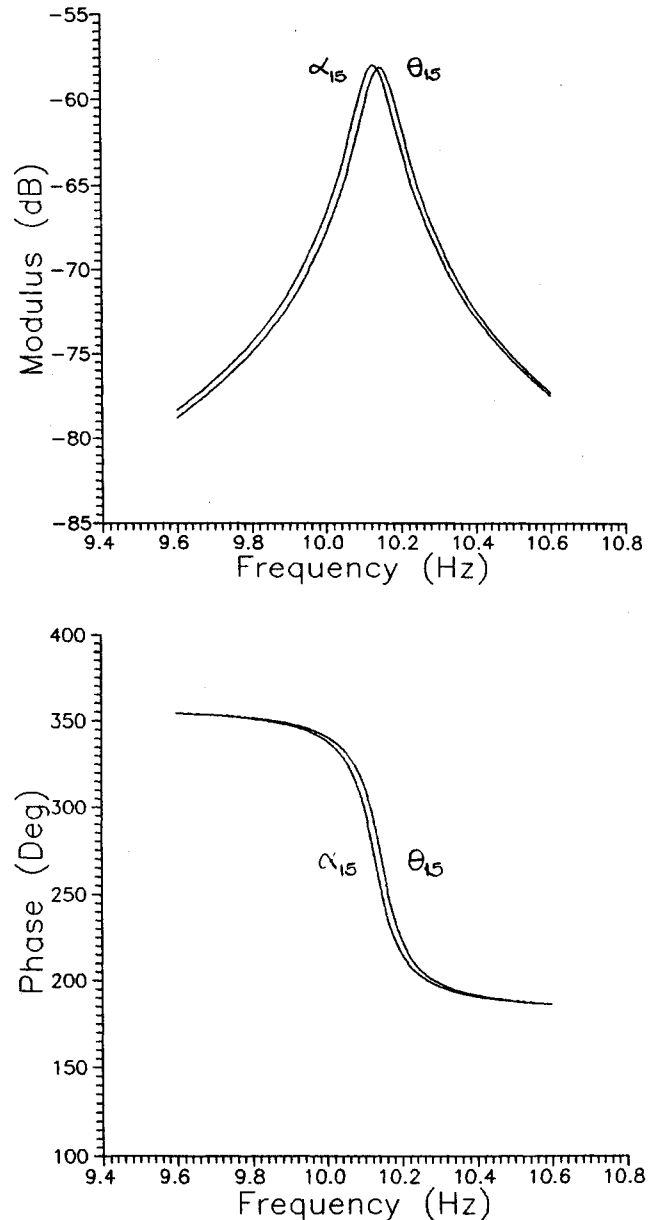 −55
−60
−65
−70
−75
−80
−85
Modulus (dB)
α₁₅ θ₁₅
9.4 9.6 9.8 10.0 10.2 10.4 10.6 10.8
Frequency (Hz)
400
350
300
250
200
150
100
Phase (Deg)
α₁₅ θ₁₅
9.4 9.6 9.8 10.0 10.2 10.4 10.6 10.8
Frequency (Hz)